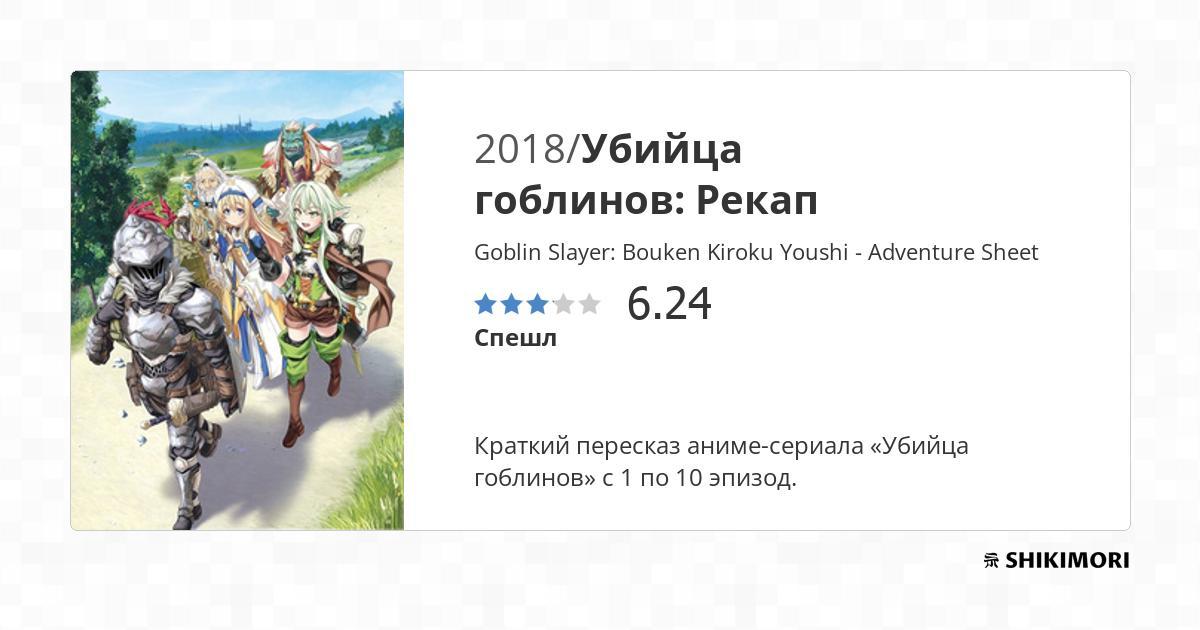 2018/Убийца
гоблинов: Рекап
Goblin Slayer: Bouken Kiroku Youshi - Adventure Sheet
6.24
Спешл
Краткий пересказ аниме-сериала «Убийца
гоблинов» с 1 по 10 эпизод.
SHIKIMORI